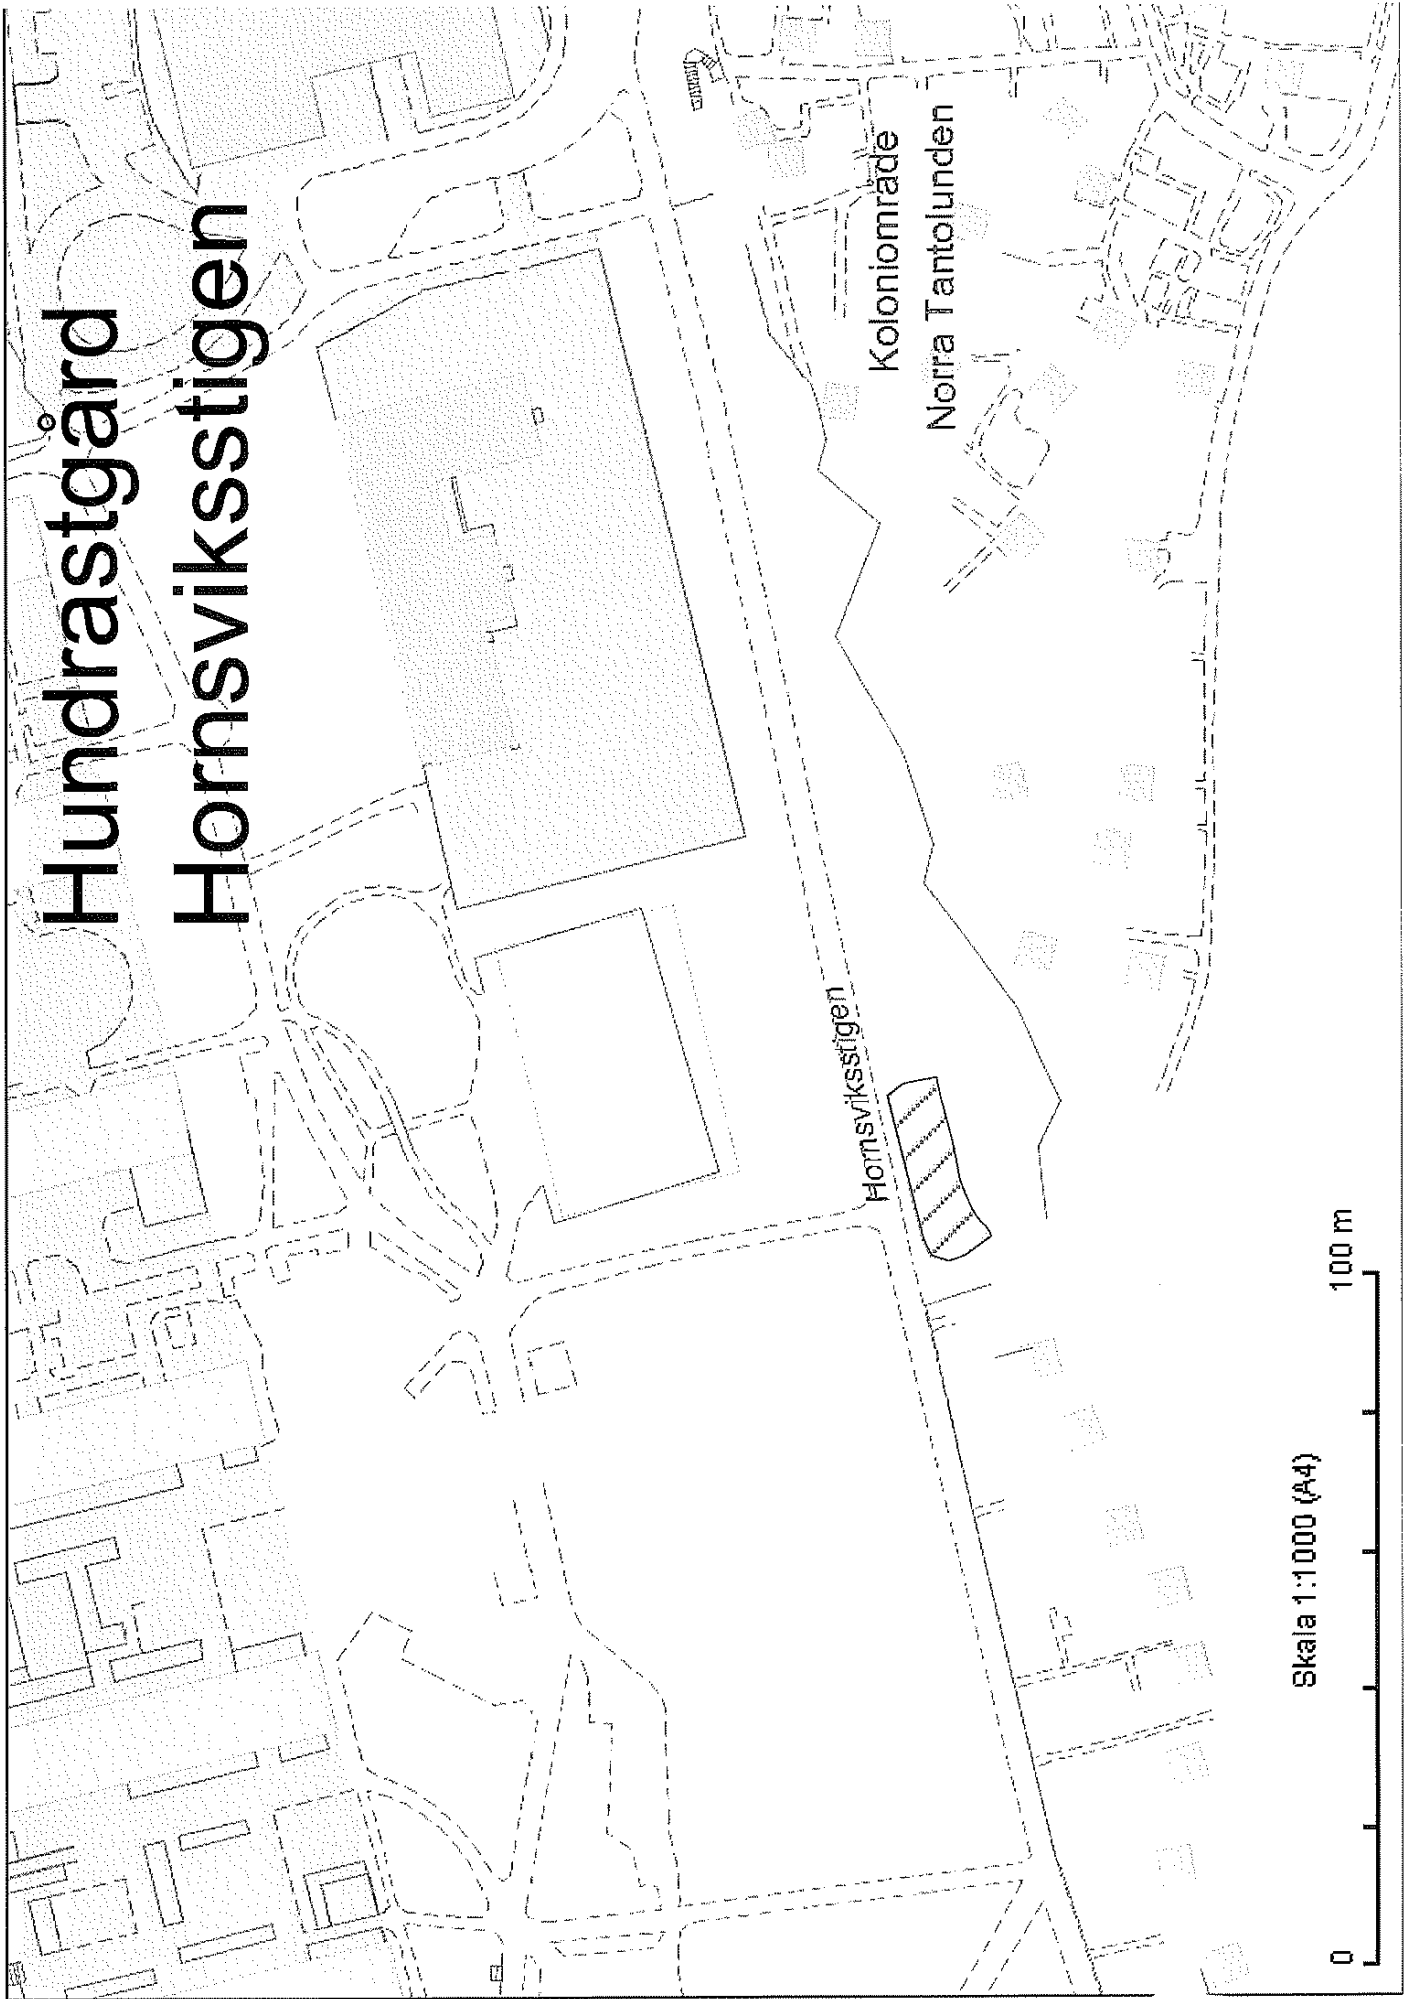 Hundrastgård
Hornsviksstigen
Hornsviksstigen
Koloniområde
Norra Tantolunden
Skala 1:1000 (A4)
0
100 m